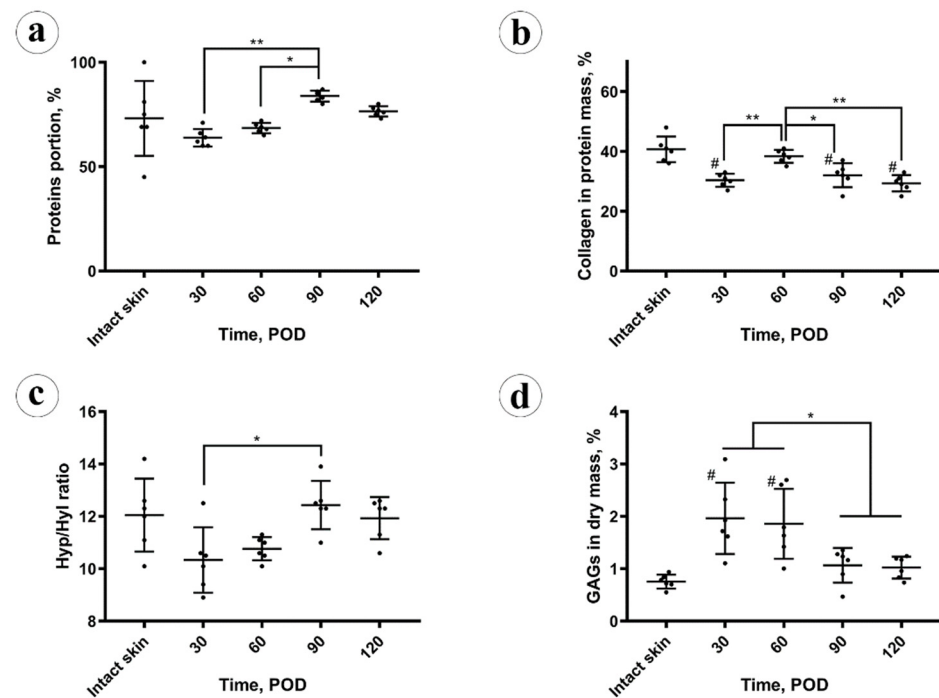 a
**
*
100
50
0
Proteins portion, %
Intact skin
30
60
90
120
Time, POD
b
**
**
*
#
#
#
60
40
20
0
Collagen in protein mass, %
Intact skin
30
60
90
120
Time, POD
c
*
16
14
12
10
8
Hyp/Hyl ratio
Intact skin
30
60
90
120
Time, POD
d
*
#
#
4
3
2
1
0
GAGs in dry mass, %
Intact skin
30
60
90
120
Time, POD